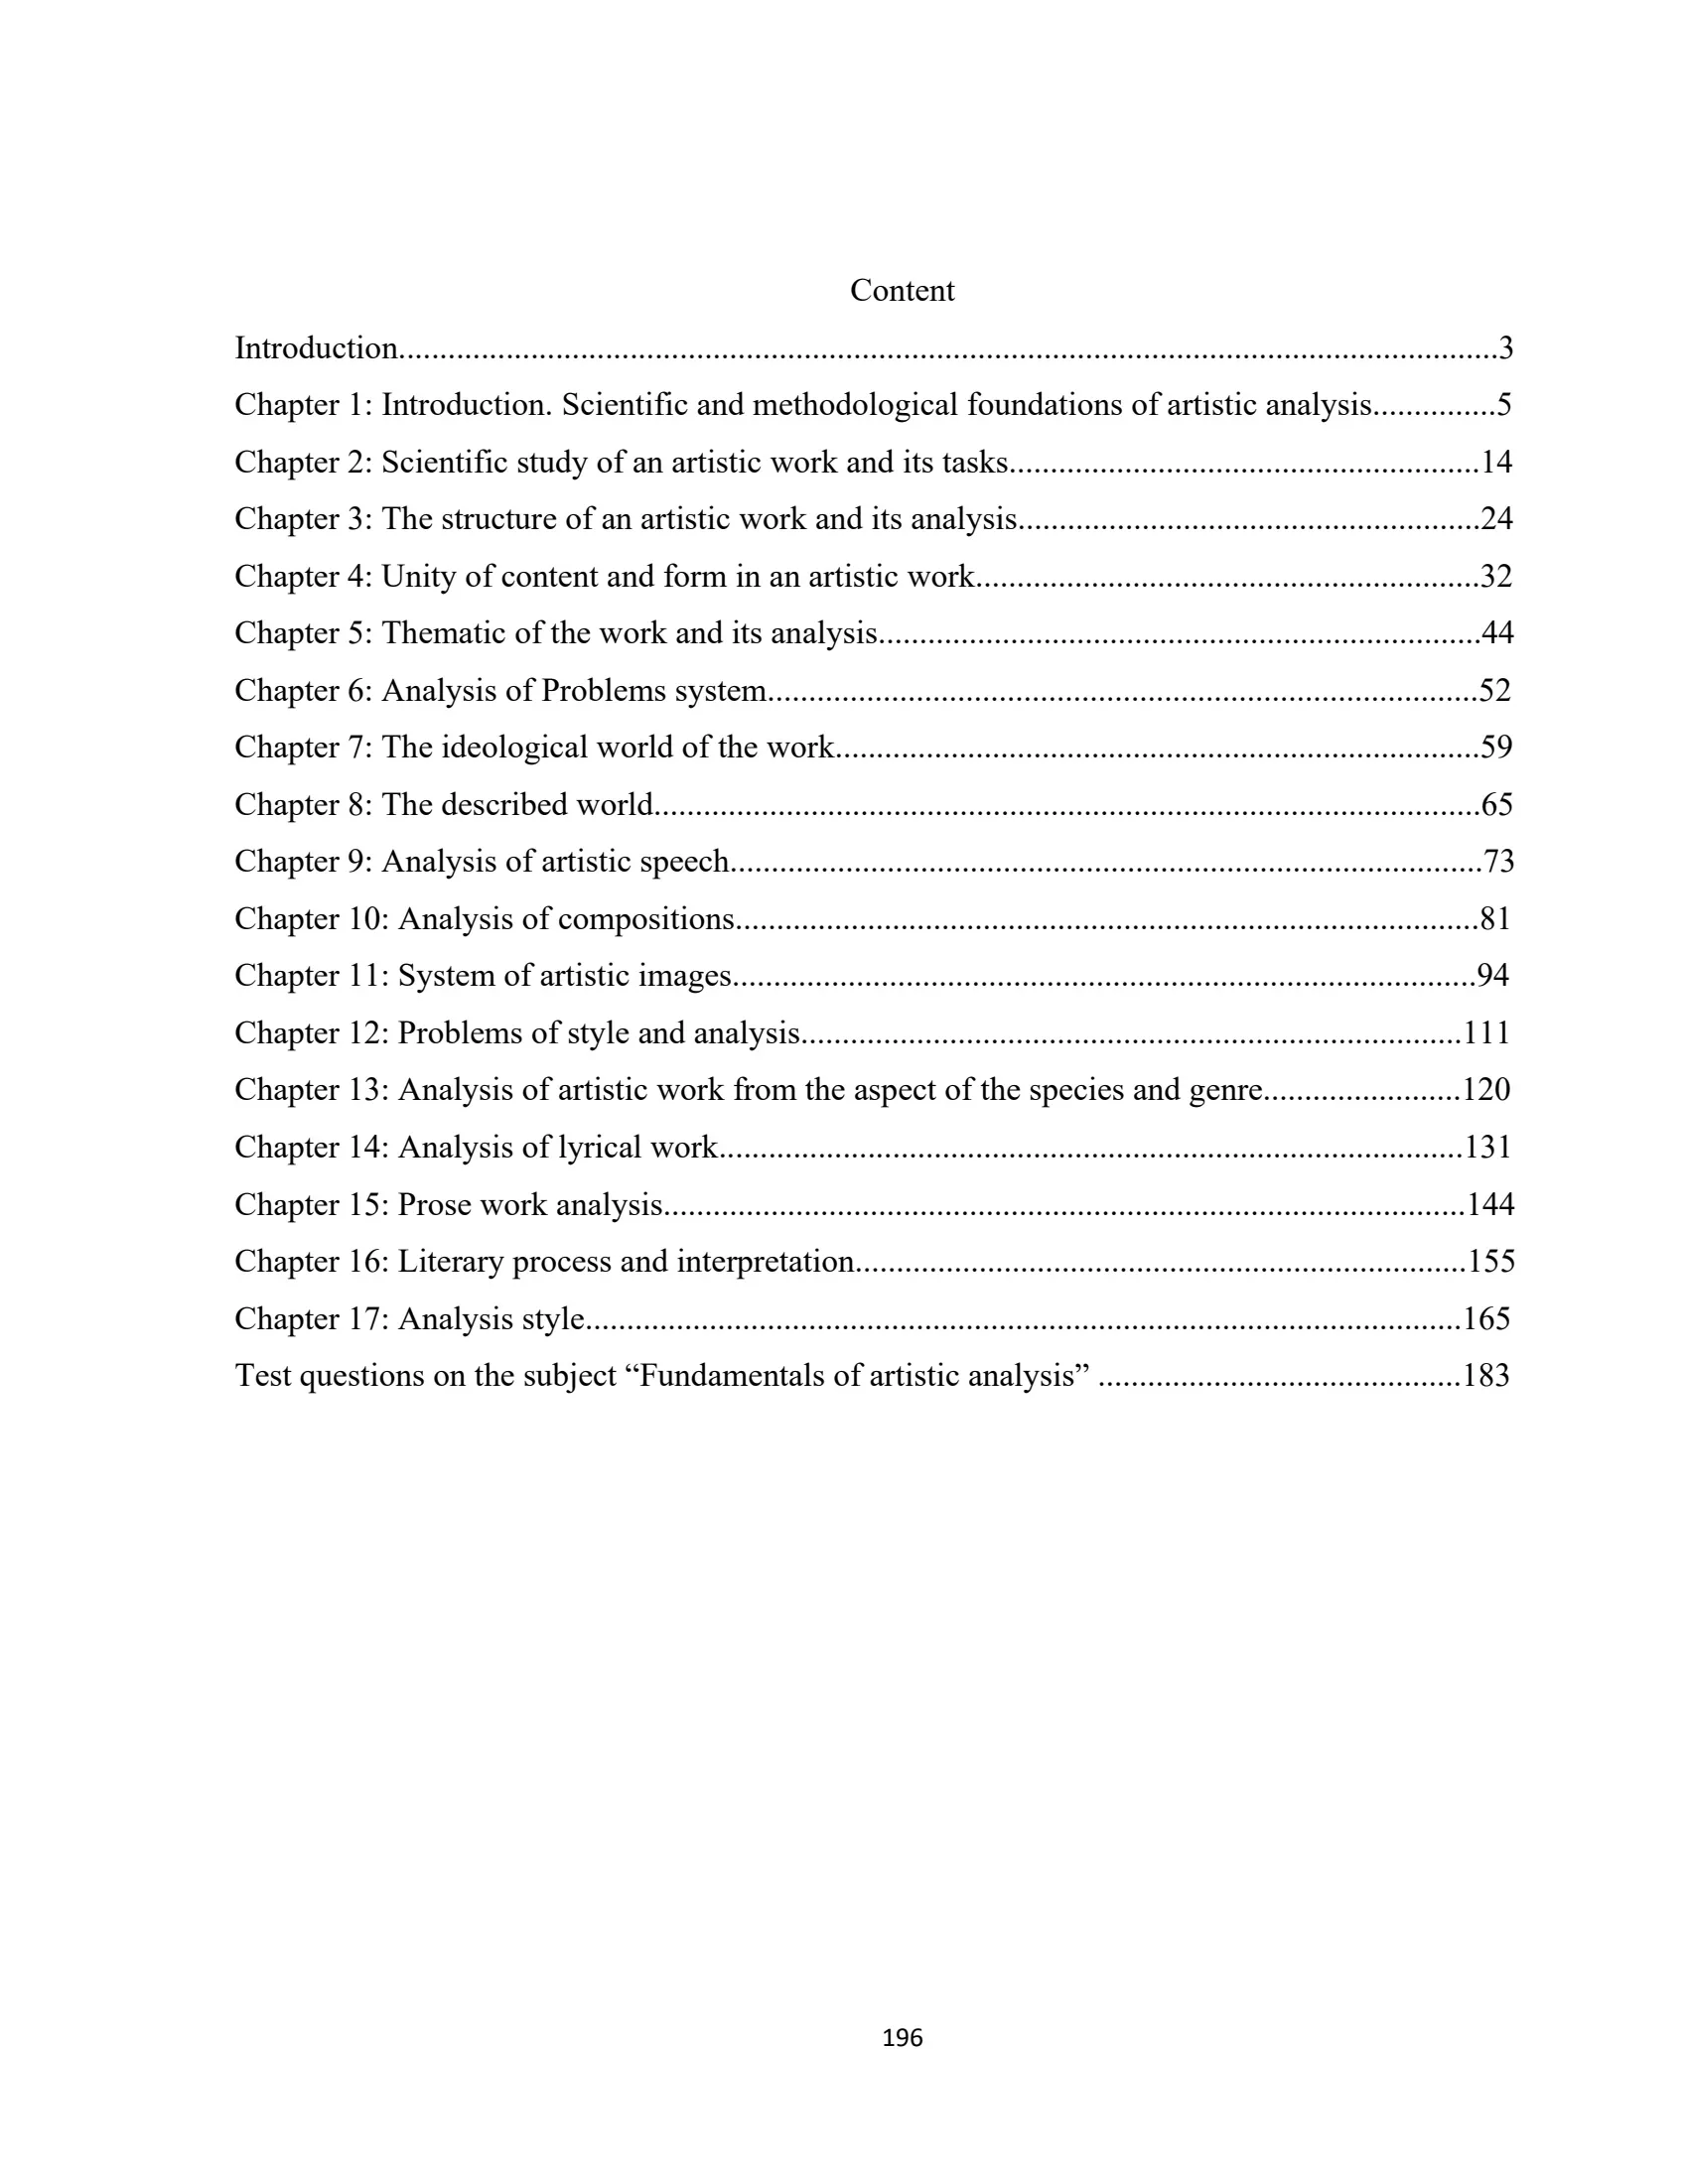 Content
Introduction....................................................................................................................................3
Chapter 1: Introduction. Scientific and methodological foundations of artistic analysis...............5
Chapter 2: Scientific study of an artistic work and its tasks.........................................................14
Chapter 3: The structure of an artistic work and its analysis........................................................24
Chapter 4: Unity of content and form in an artistic work.............................................................32
Chapter 5: Thematic of the work and its analysis.........................................................................44
Chapter 6: Analysis of Problems system......................................................................................52
Chapter 7: The ideological world of the work..............................................................................59
Chapter 8: The described world....................................................................................................65
Chapter 9: Analysis of artistic speech...........................................................................................73
Chapter 10: Analysis of compositions..........................................................................................81
Chapter 11: System of artistic images..........................................................................................94
Chapter 12: Problems of style and analysis................................................................................111
Chapter 13: Analysis of artistic work from the aspect of the species and genre........................120
Chapter 14: Analysis of lyrical work..........................................................................................131
Chapter 15: Prose work analysis.................................................................................................144
Chapter 16: Literary process and interpretation..........................................................................155
Chapter 17: Analysis style..........................................................................................................165
Test questions on the subject “Fundamentals of artistic analysis” ............................................183
196